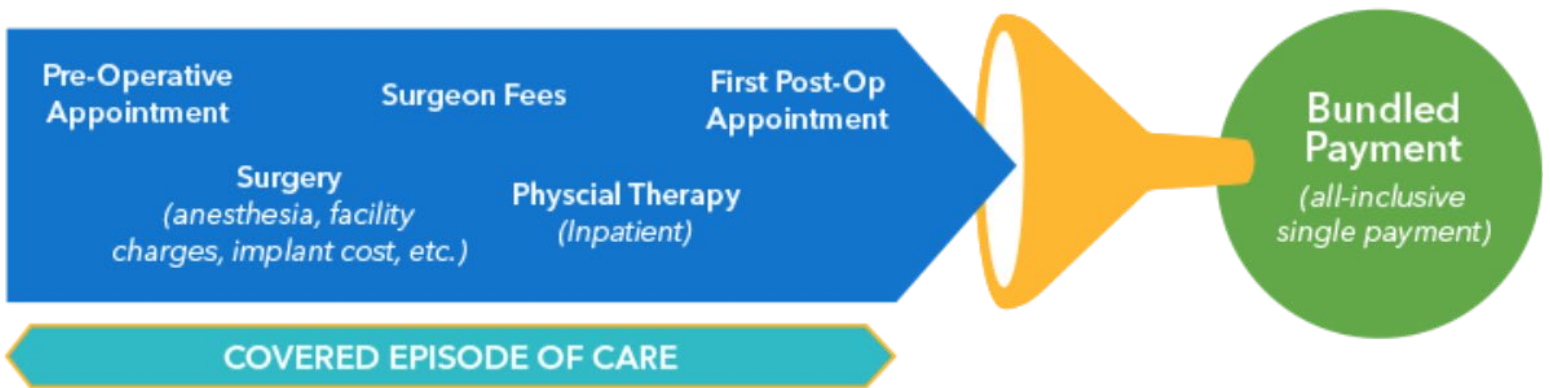 Pre-Operative
Appointment
Surgeon Fees
First Post-Op
Appointment
Surgery
(anesthesia, facility
charges, implant cost, etc.)
Physcial Therapy
(Inpatient)
Bundled
Payment
(all-inclusive
single payment)
COVERED EPISODE OF CARE